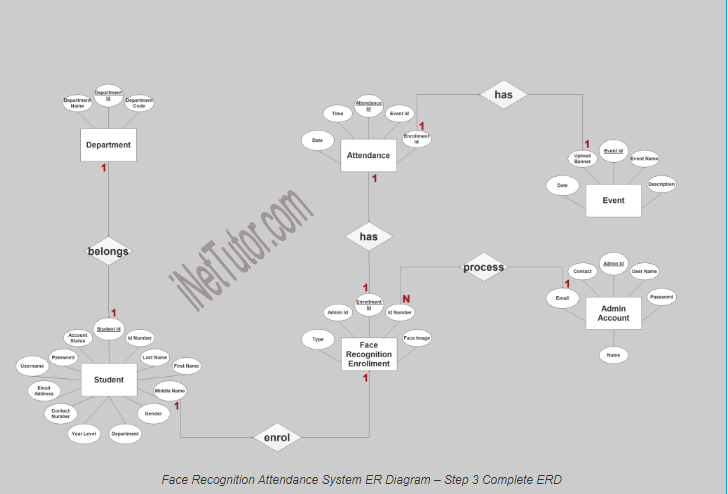 has
Department
Name
Department
Id
Department
Code
Department
1
belongs
1
Attendance
Id
Time
Event Id
Date
Enrollment
Id
1
Attendance
1
has
1
1
Upload
Banner
Event Id
Event Name
Date
Description
Event
iNetTutor.com
process
1
N
Contact
Admin Id
User Name
Email
Password
Admin
Account
Name
Admin Id
Enrollment
Id
Id Number
Type
Face Image
Face
Recognition
Enrollment
1
Account
Status
Student Id
Id Number
Password
Last Name
Username
First Name
Student
Email
Address
Middle Name
1
Contact
Number
Gender
Year Level
Department
enrol
Face Recognition Attendance System ER Diagram – Step 3 Complete ERD